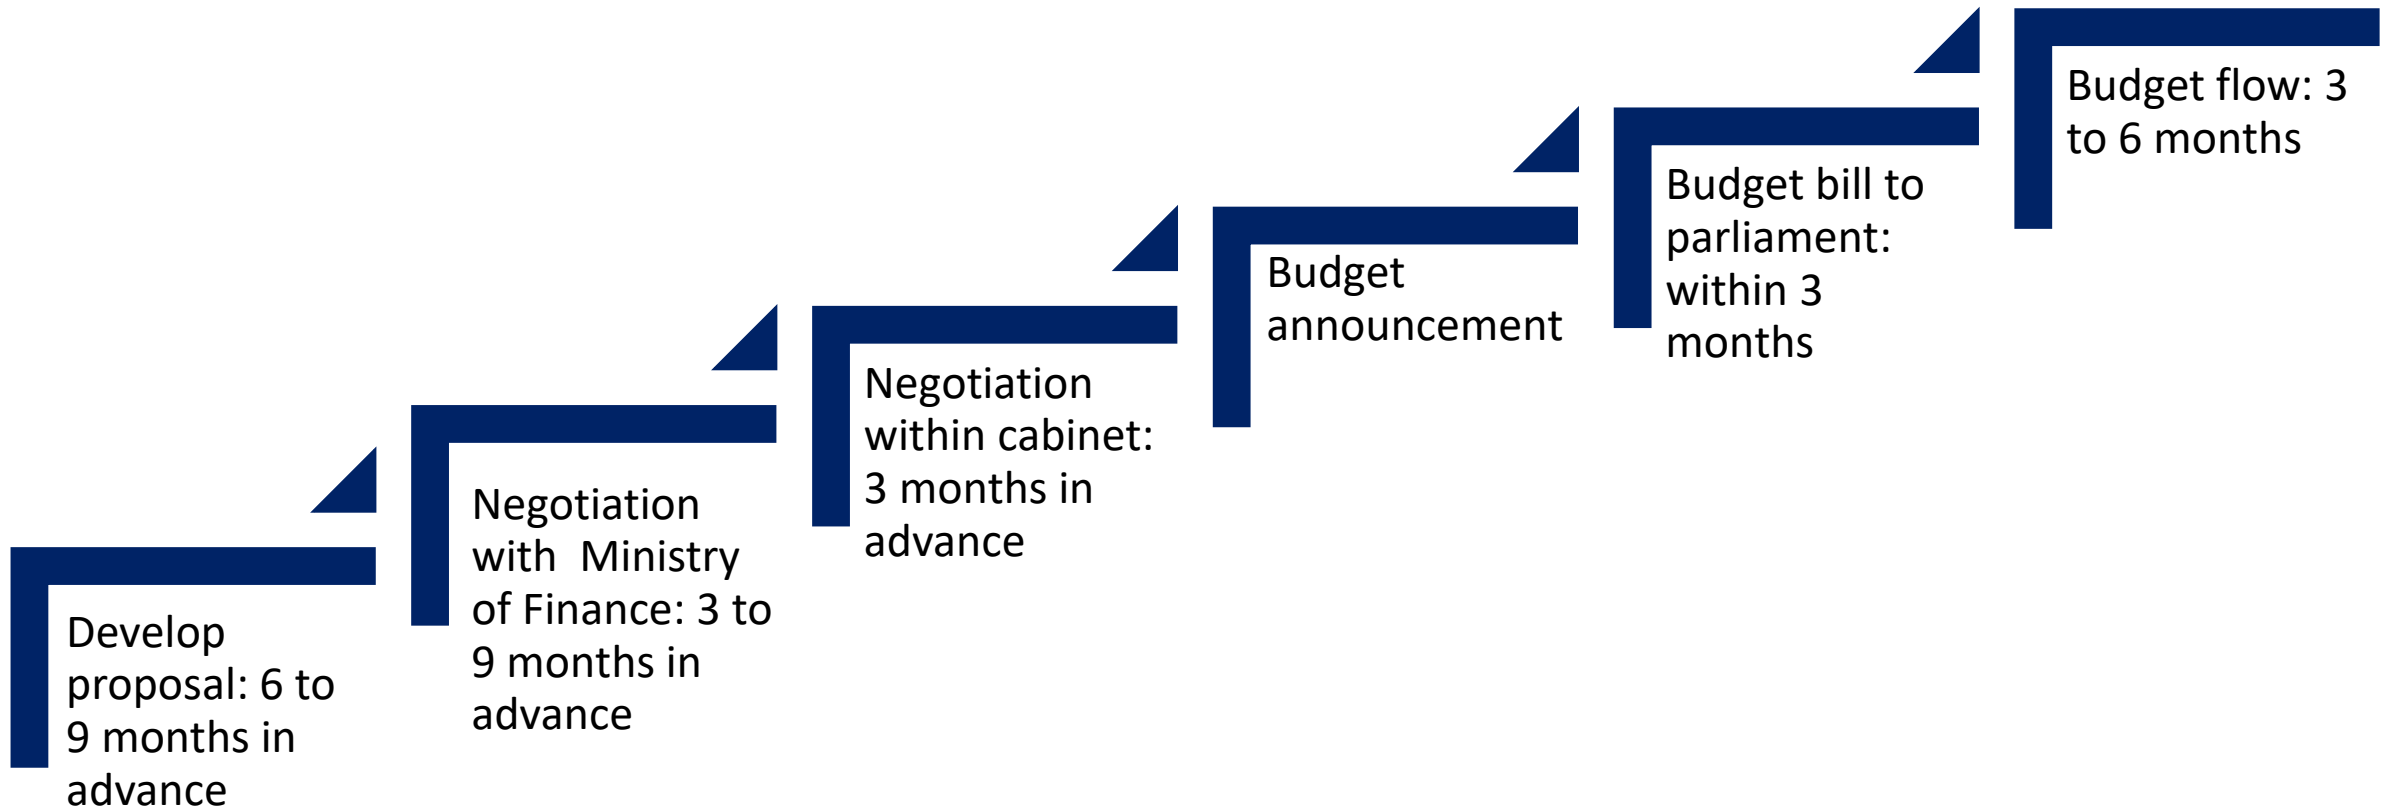 Develop
proposal: 6 to
9 months in
advance
Negotiation
with  Ministry
of Finance: 3 to
9 months in
advance
Negotiation
within cabinet:
3 months in
advance
Budget
announcement
Budget bill to
parliament:
within 3
months
Budget flow: 3
to 6 months